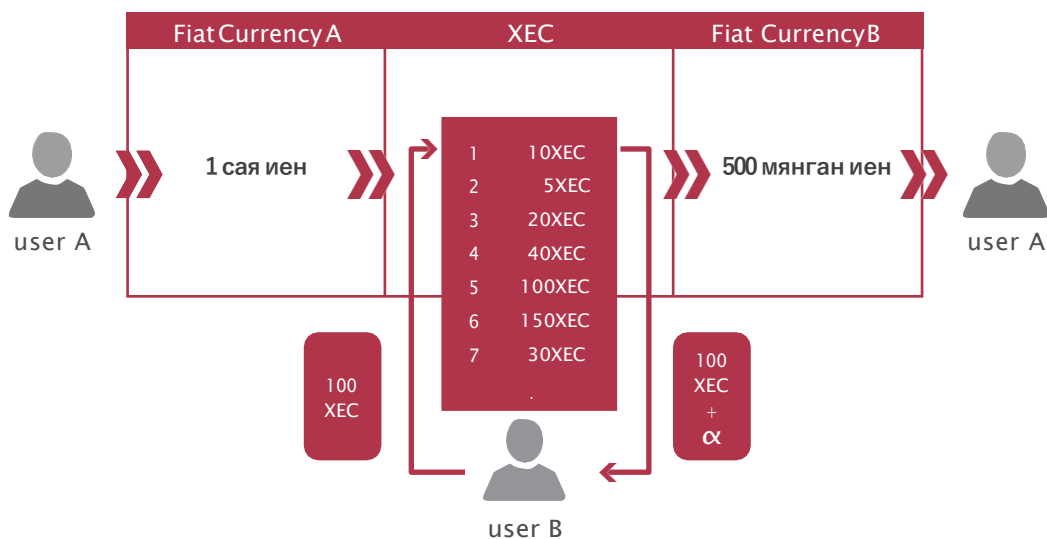 Fiat Currency A XEC Fiat Currency B
1 сая иен
500 мянган иен
user A
user A
1 10XEC
2 5XEC
3 20XEC
4 40XEC
5 100XEC
6 150XEC
7 30XEC
.
100
XEC
100
XEC
+
α
user B